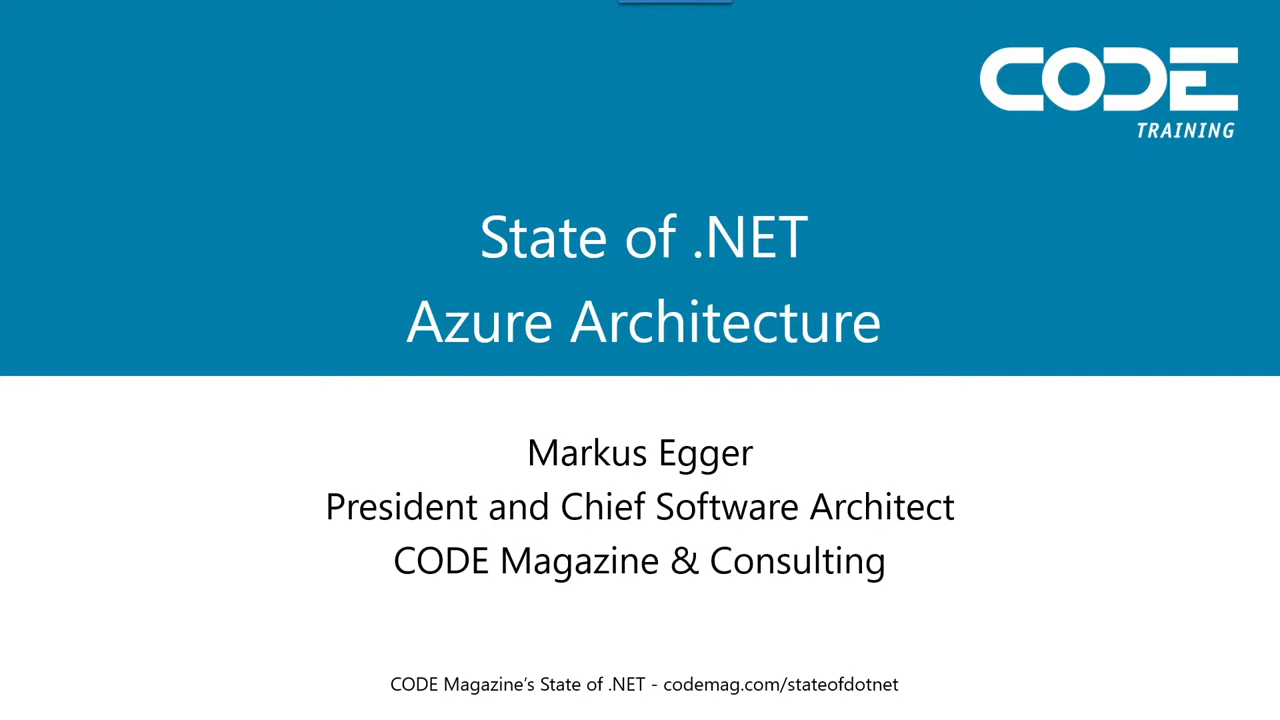 CODE
TRAINING
State of .NET
Azure Architecture
Markus Egger
President and Chief Software Architect
CODE Magazine & Consulting
CODE Magazine‘s State of .NET - codemag.com/stateofdotnet